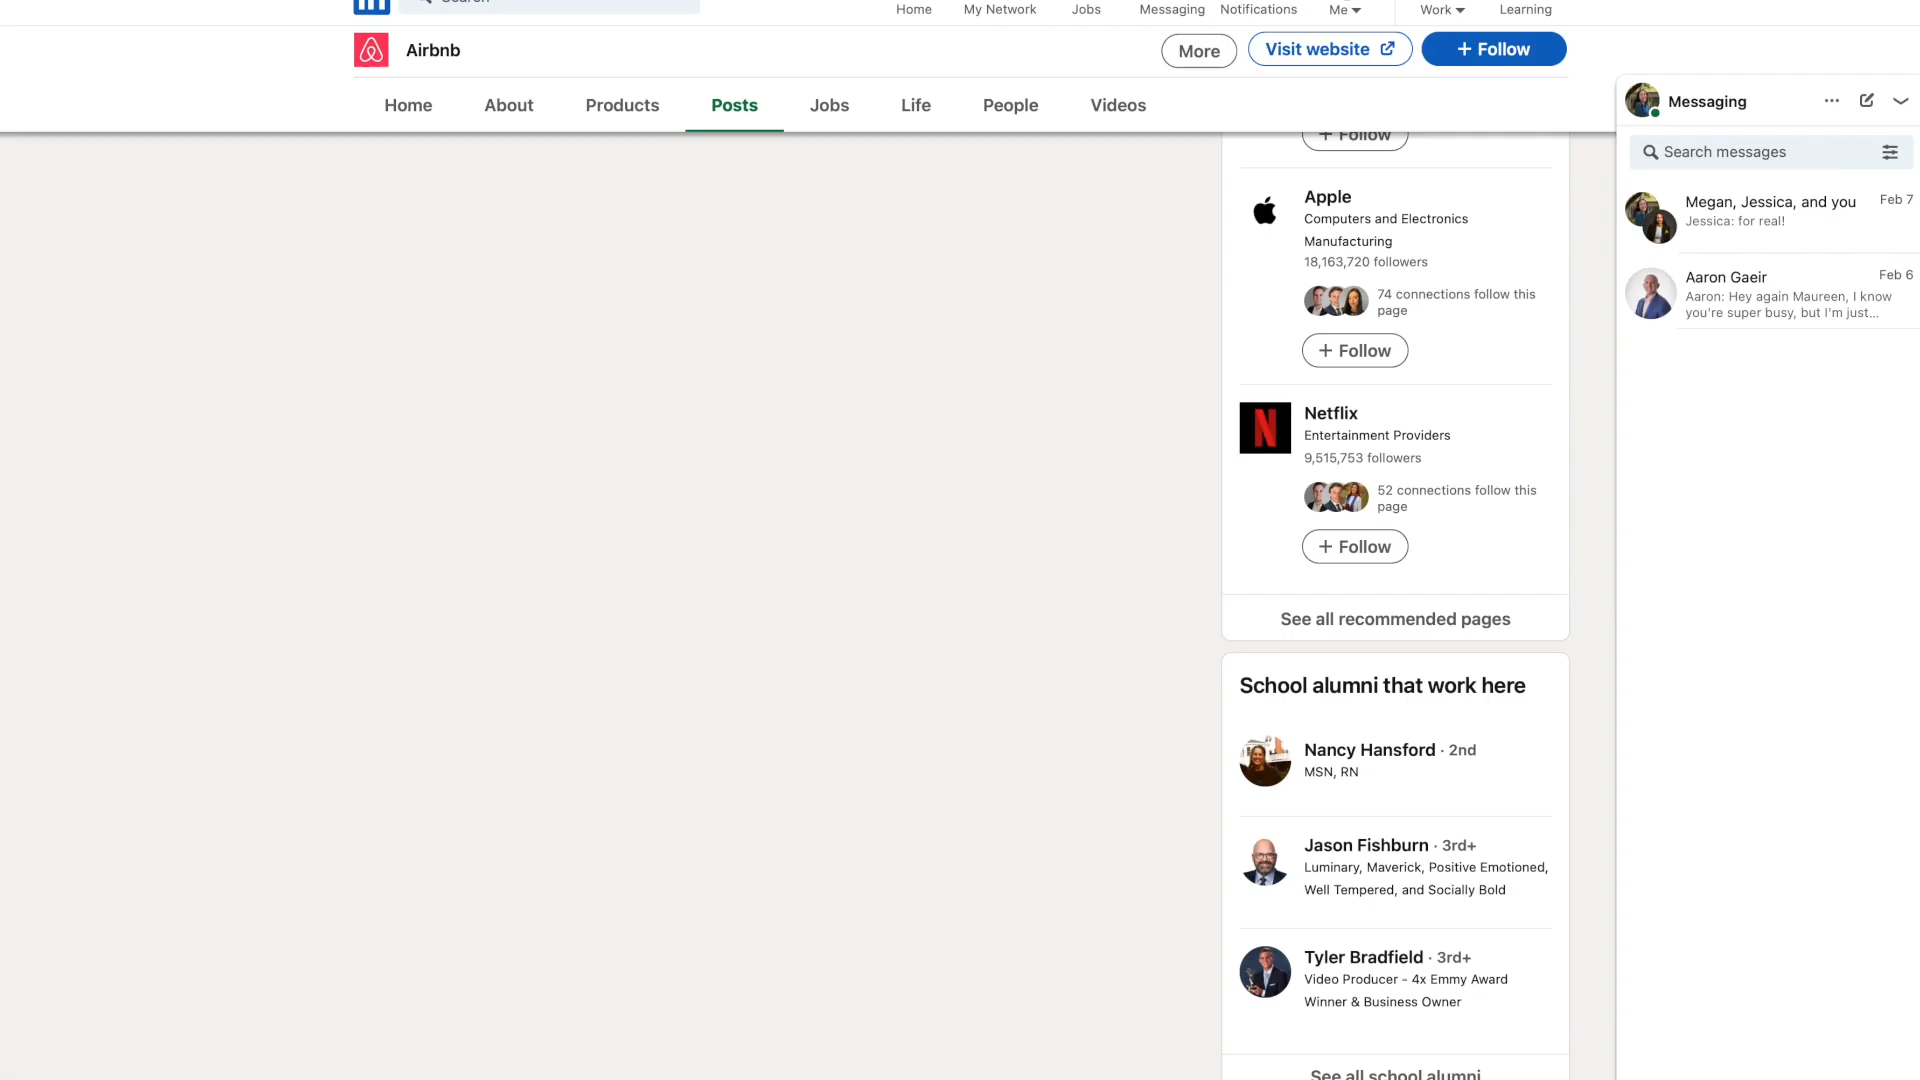 Search
Home
My Network
Jobs
Messaging
Notifications
Me
Work
Learning
Airbnb
More
Visit website
+ Follow
Home
About
Products
Posts
Jobs
Life
People
Videos
+ Follow
Apple
Computers and Electronics
Manufacturing
18,163,720 followers
74 connections follow this
page
+ Follow
N
Netflix
Entertainment Providers
9,515,753 followers
52 connections follow this
page
+ Follow
See all recommended pages
School alumni that work here
Nancy Hansford · 2nd
MSN, RN
Jason Fishburn · 3rd+
Luminary, Maverick, Positive Emotioned,
Well Tempered, and Socially Bold
Tyler Bradfield · 3rd+
Video Producer - 4x Emmy Award
Winner & Business Owner
See all school alumni
Messaging
Search messages
Megan, Jessica, and you
Feb 7
Jessica: for real!
Aaron Gaeir
Feb 6
Aaron: Hey again Maureen, I know
you're super busy, but I'm just...